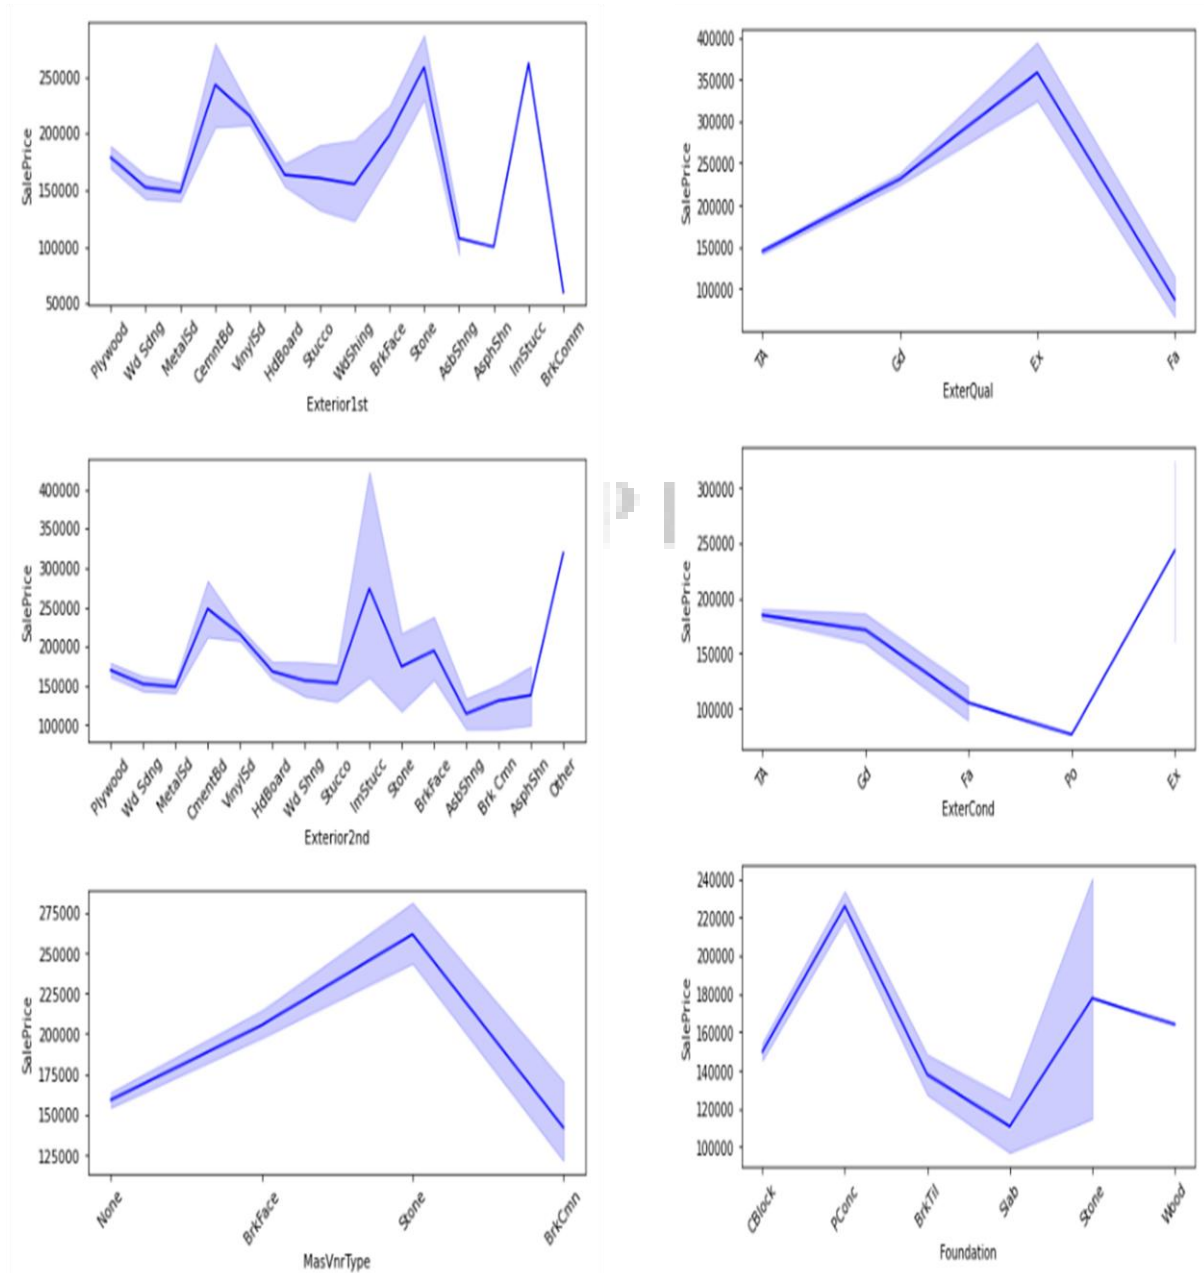 SalePrice
250000
200000
150000
100000
50000
Plywood
Wd Sdng
MetalSd
CemntBd
VinylSd
HdBoard
Stucco
WdShing
BrkFace
Stone
AsbShng
AsphShn
ImStucc
BrkComm
Exterior1st
SalePrice
400000
350000
300000
250000
200000
150000
100000
TA
Gd
Ex
Fa
ExterQual
SalePrice
400000
350000
300000
250000
200000
150000
100000
Plywood
Wd Sdng
MetalSd
CmentBd
VinylSd
HdBoard
Wd Shng
Stucco
ImStucc
Stone
BrkFace
AsbShng
Brk Cmn
AsphShn
Other
Exterior2nd
PI
SalePrice
300000
250000
200000
150000
100000
TA
Gd
Fa
Po
Ex
ExterCond
SalePrice
275000
250000
225000
200000
175000
150000
125000
None
BrkFace
Stone
BrkCmn
MasVnrType
SalePrice
240000
220000
200000
180000
160000
140000
120000
100000
CBlock
PConc
BrkTil
Slab
Stone
Wood
Foundation